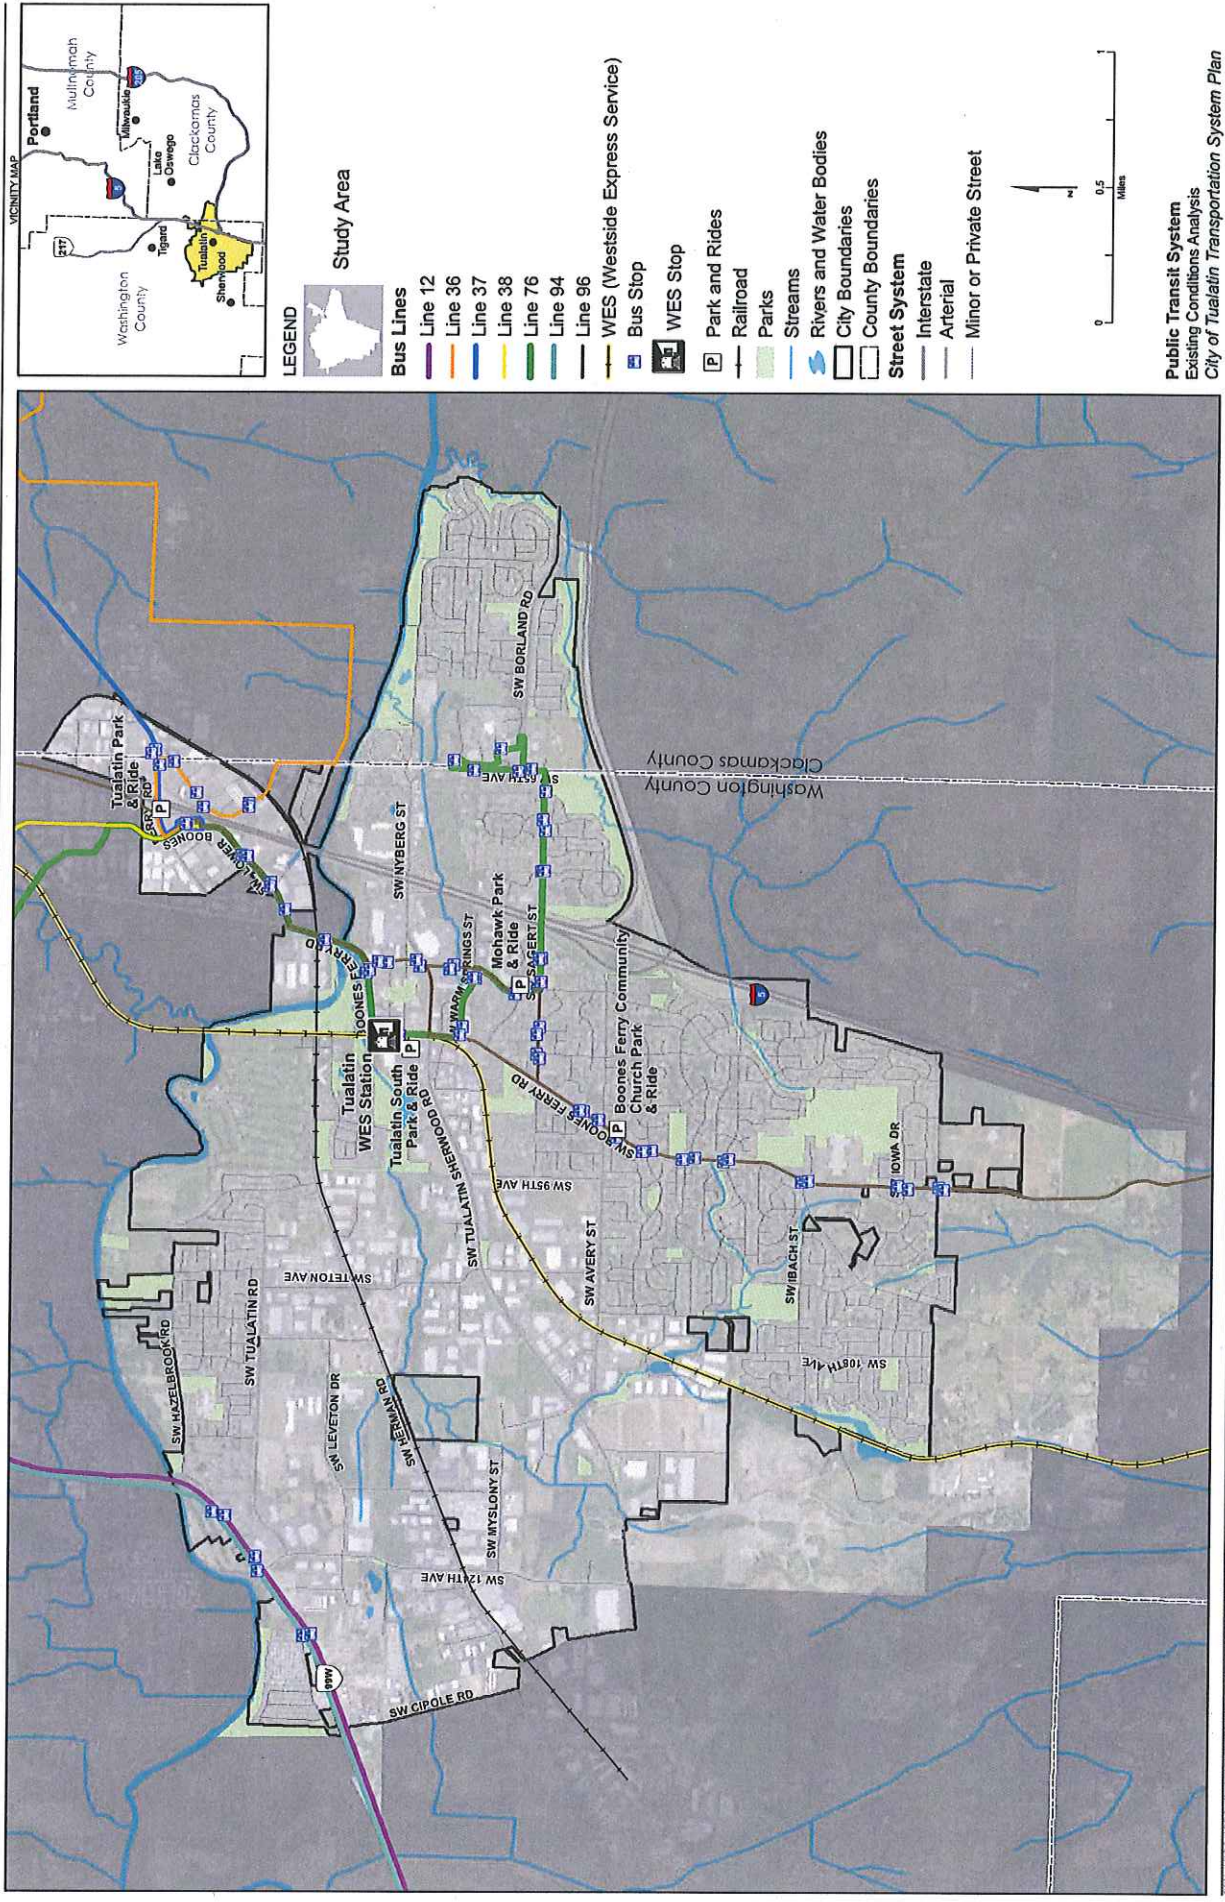 VICINITY MAP
Portland
Multnomah
County
Milwaukie
205
5
217
Lake
Oswego
Clackamas
County
Tigard
Washington
County
Tualatin
Sherwood
LEGEND
Study Area
Bus Lines
Line 12
Line 36
Line 37
Line 38
Line 76
Line 94
Line 96
WES (Westside Express Service)
Bus Stop
WES Stop
P Park and Rides
Railroad
Parks
Streams
Rivers and Water Bodies
City Boundaries
County Boundaries
Street System
Interstate
Arterial
Minor or Private Street
N
0 0.5 1
Miles
Public Transit System
Existing Conditions Analysis
City of Tualatin Transportation System Plan
Tualatin Park
& Ride
P
SW LOWER
BOONES
BOONES FERRY RD
Tualatin
WES Station
Tualatin South
Park & Ride
P
SW NYBERG ST
Mohawk Park
& Ride
P
SW BORLAND RD
SW 65TH AVE
Washington County
Clackamas County
SW BOONES FERRY RD
Boones Ferry Community
Church Park
& Ride
P
5
SW TUALATIN SHERWOOD RD
SW 95TH AVE
SW AVERY ST
SW IBACH ST
IOWA DR
SW 108TH AVE
SW TETON AVE
SW TUALATIN RD
SW HAZELBROOK RD
SW LEVETON DR
SW HERMAN RD
SW MYSLONY ST
SW 124TH AVE
99W
SW CIPOLE RD